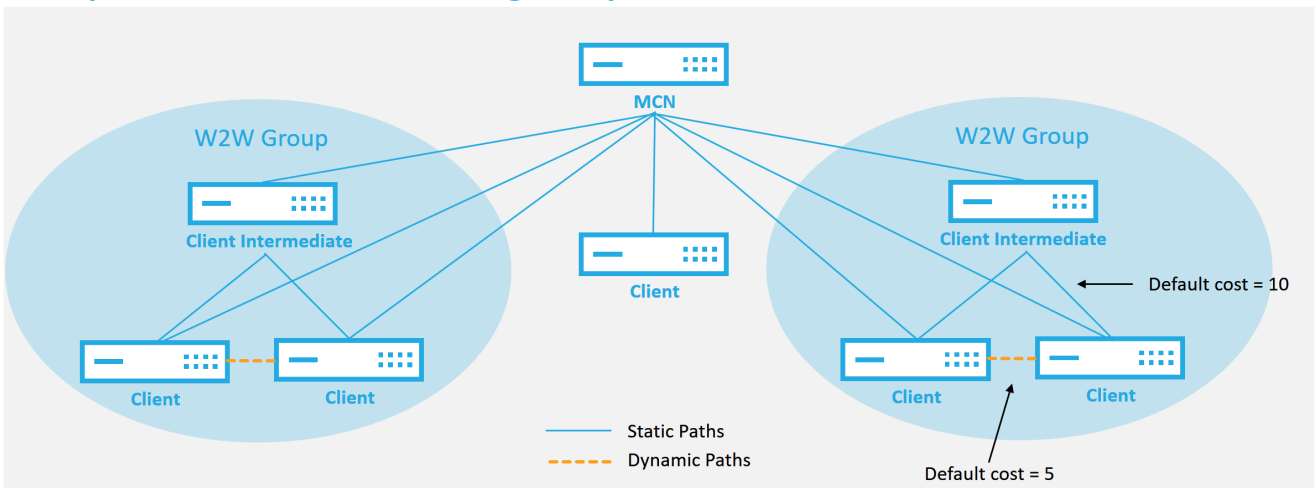 MCN
W2W Group
W2W Group
Client Intermediate
Client Intermediate
Client
Default cost = 10
Client
Client
Client
Client
Static Paths
Dynamic Paths
Default cost = 5